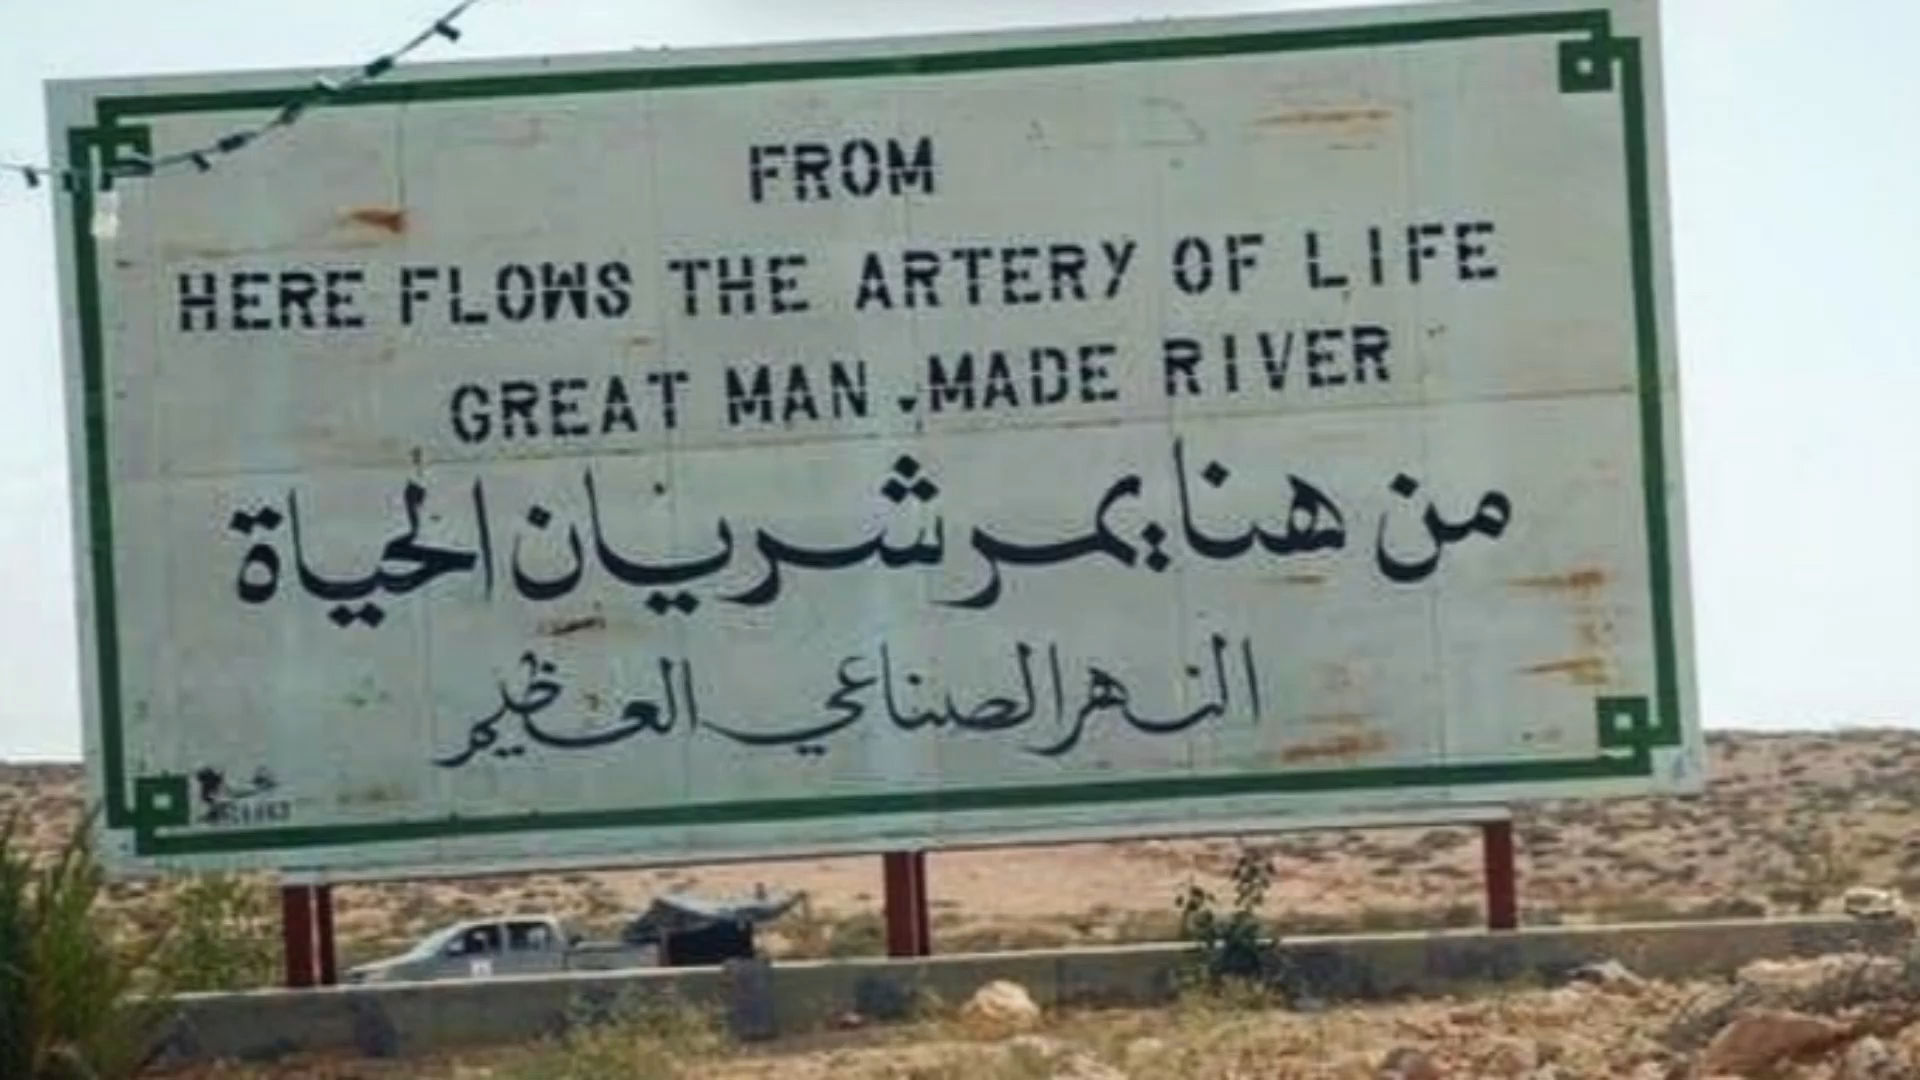 FROM
HERE FLOWS THE ARTERY OF LIFE
GREAT MAN.MADE RIVER
من هنا يمر شريان الحياة
النهر الصناعي العظيم